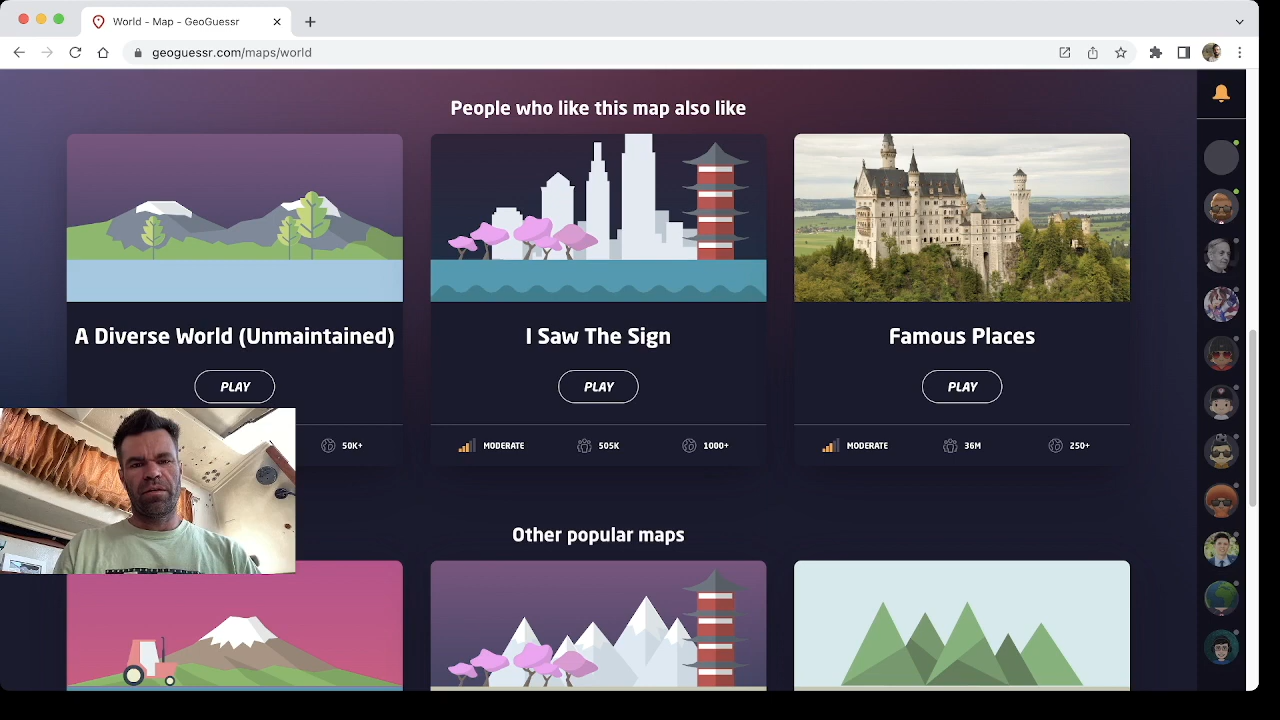 World - Map - GeoGuessr
geoguessr.com/maps/world
People who like this map also like
A Diverse World (Unmaintained)
I Saw The Sign
Famous Places
PLAY
PLAY
PLAY
50K+
MODERATE
505K
1000+
MODERATE
36M
250+
Other popular maps